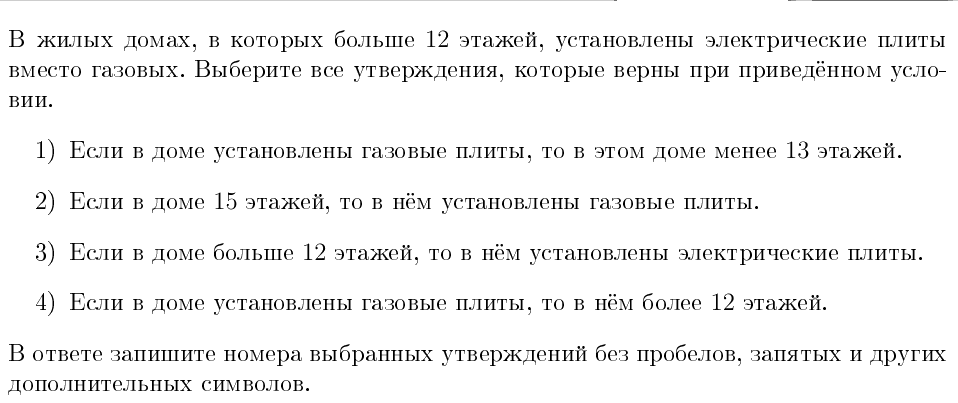 В жилых домах, в которых больше 12 этажей, установлены электрические плиты
вместо газовых. Выберите все утверждения, которые верны при приведённом усло-
вии.
1) Если в доме установлены газовые плиты, то в этом доме менее 13 этажей.
2) Если в доме 15 этажей, то в нём установлены газовые плиты.
3) Если в доме больше 12 этажей, то в нём установлены электрические плиты.
4) Если в доме установлены газовые плиты, то в нём более 12 этажей.
В ответе запишите номера выбранных утверждений без пробелов, запятых и других
дополнительных символов.